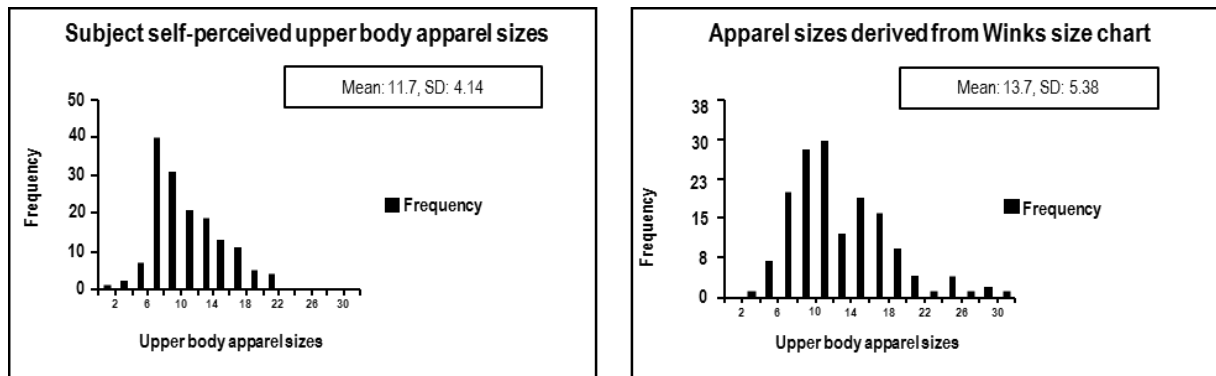 Subject self-perceived upper body apparel sizes
Mean: 11.7, SD: 4.14
50
40
30
20
10
0
Frequency
Frequency
2 6 10 14 18 22 26 30
Upper body apparel sizes
Apparel sizes derived from Winks size chart
Mean: 13.7, SD: 5.38
38
30
23
15
8
0
Frequency
Frequency
2 6 10 14 18 22 26 30
Upper body apparel sizes